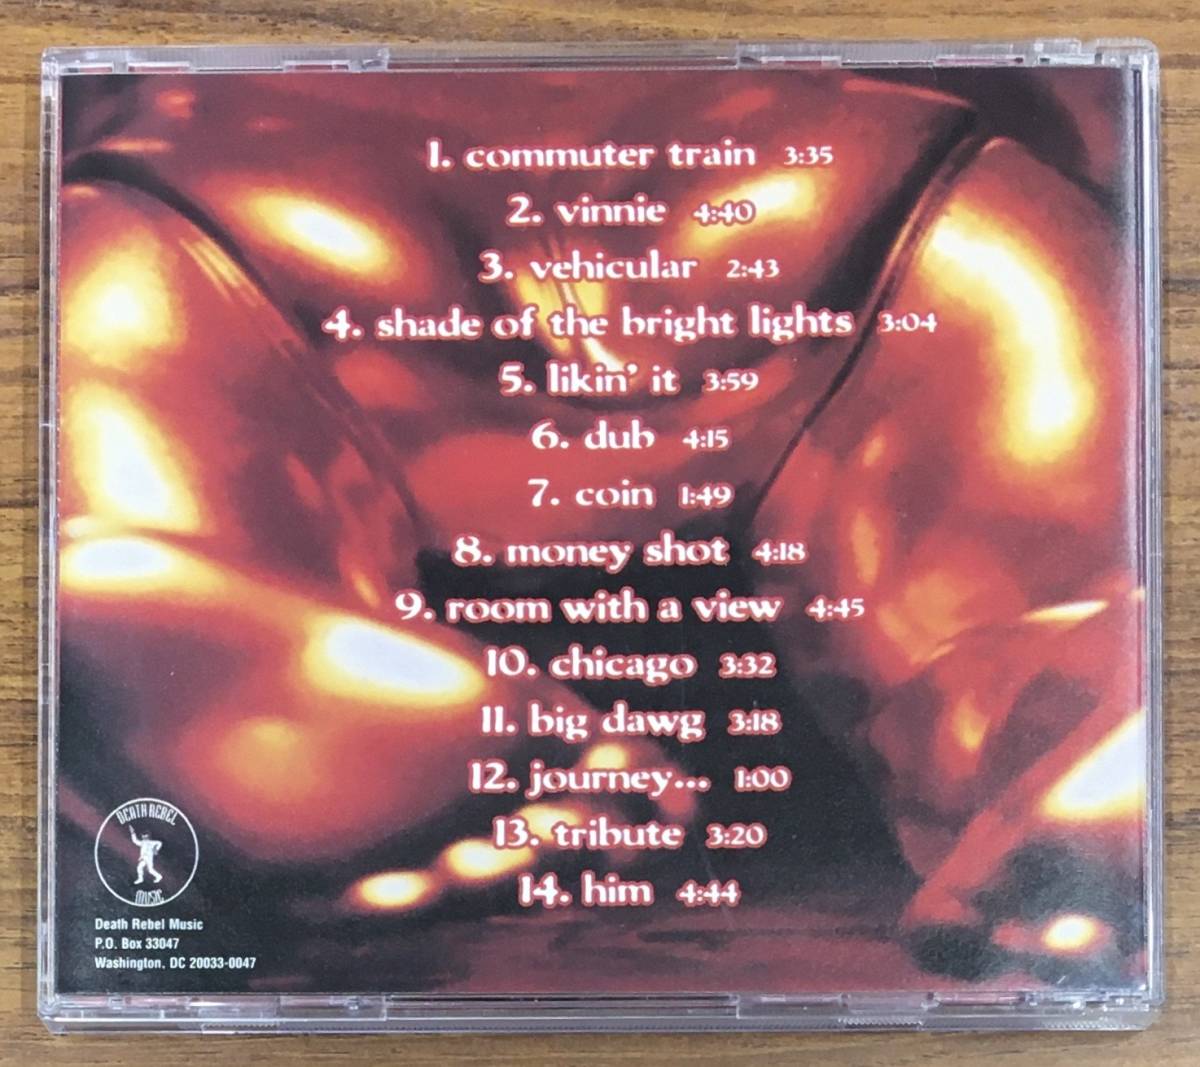 1. commuter train 3:35
2. vinnie 4:40
3. vehicular 2:43
4. shade of the bright lights 3:04
5. likin' it 3:59
6. dub 4:15
7. coin 1:49
8. money shot 4:18
9. room with a view 4:45
10. chicago 3:32
11. big dawg 3:18
12. journey... 1:00
13. tribute 3:20
14. him 4:44
DEATH REBEL
MUSIC
Death Rebel Music
P.O. Box 33047
Washington, DC 20033-0047